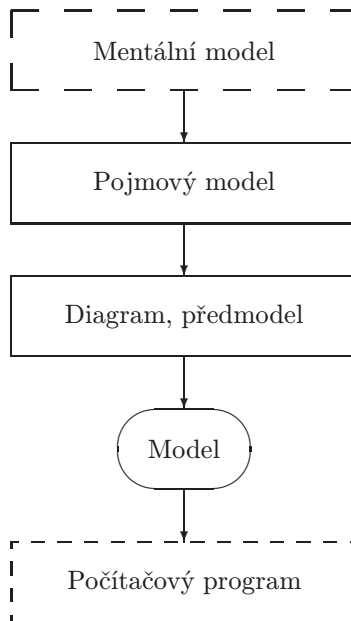 Mentální model
Pojmový model
Diagram, předmodel
Model
Počítačový program